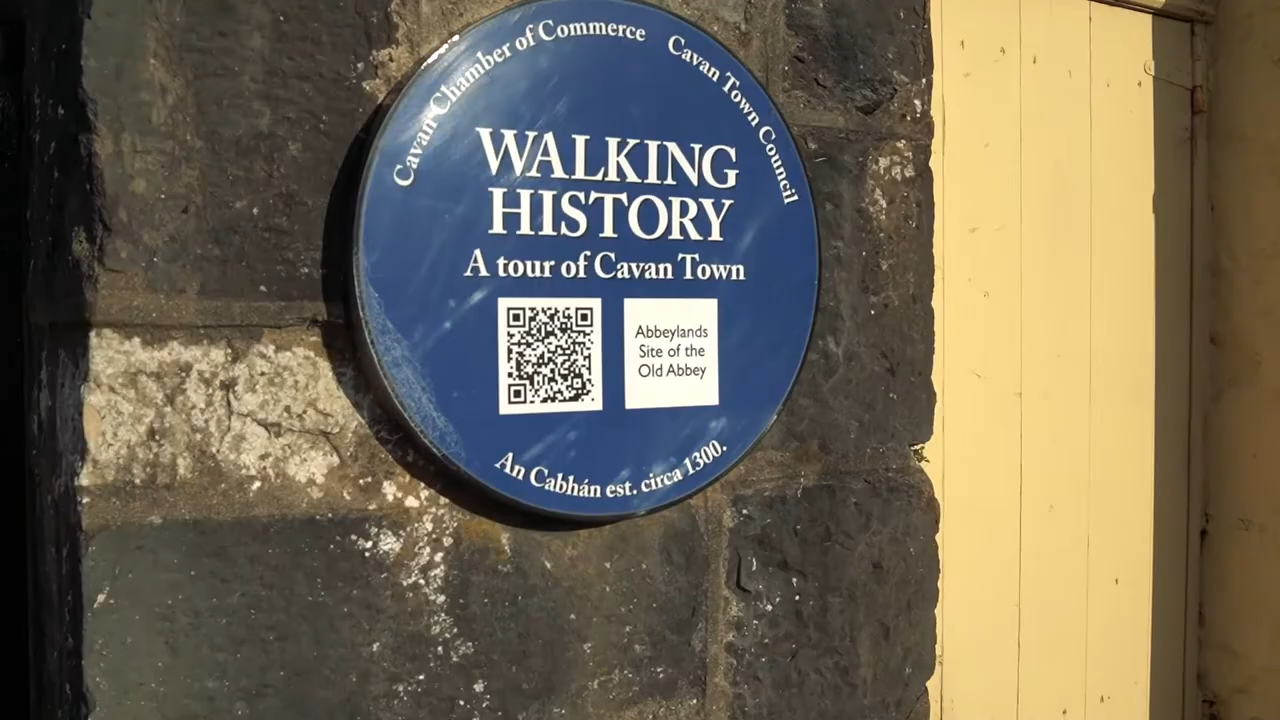 Cavan Chamber of Commerce
Cavan Town Council
WALKING
HISTORY
A tour of Cavan Town
Abbeylands
Site of the
Old Abbey
An Cabhán est. circa 1300.